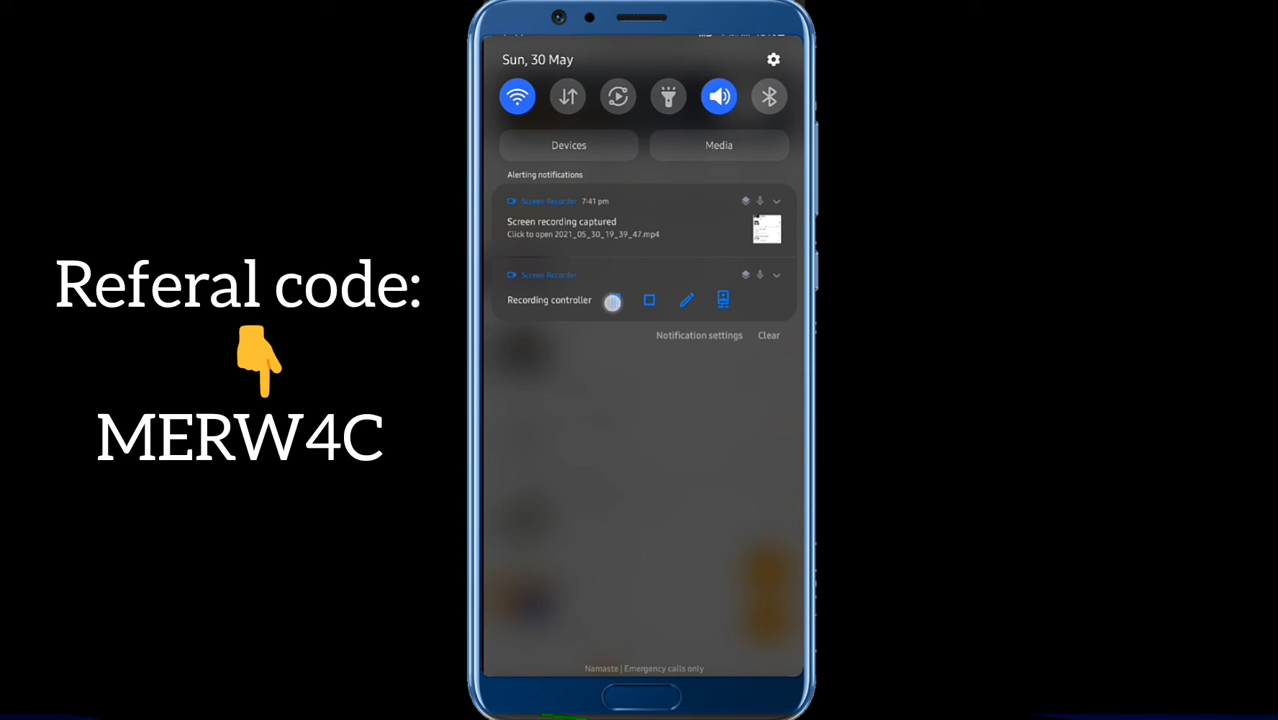 Referal code:
👇
MERW4C
Sun, 30 May
Devices
Media
Alerting notifications
Screen Recorder 7:41 pm
Screen recording captured
Click to open 2021_05_30_19_39_47.mp4
Screen Recorder
Recording controller
Notification settings Clear
Namaste | Emergency calls only